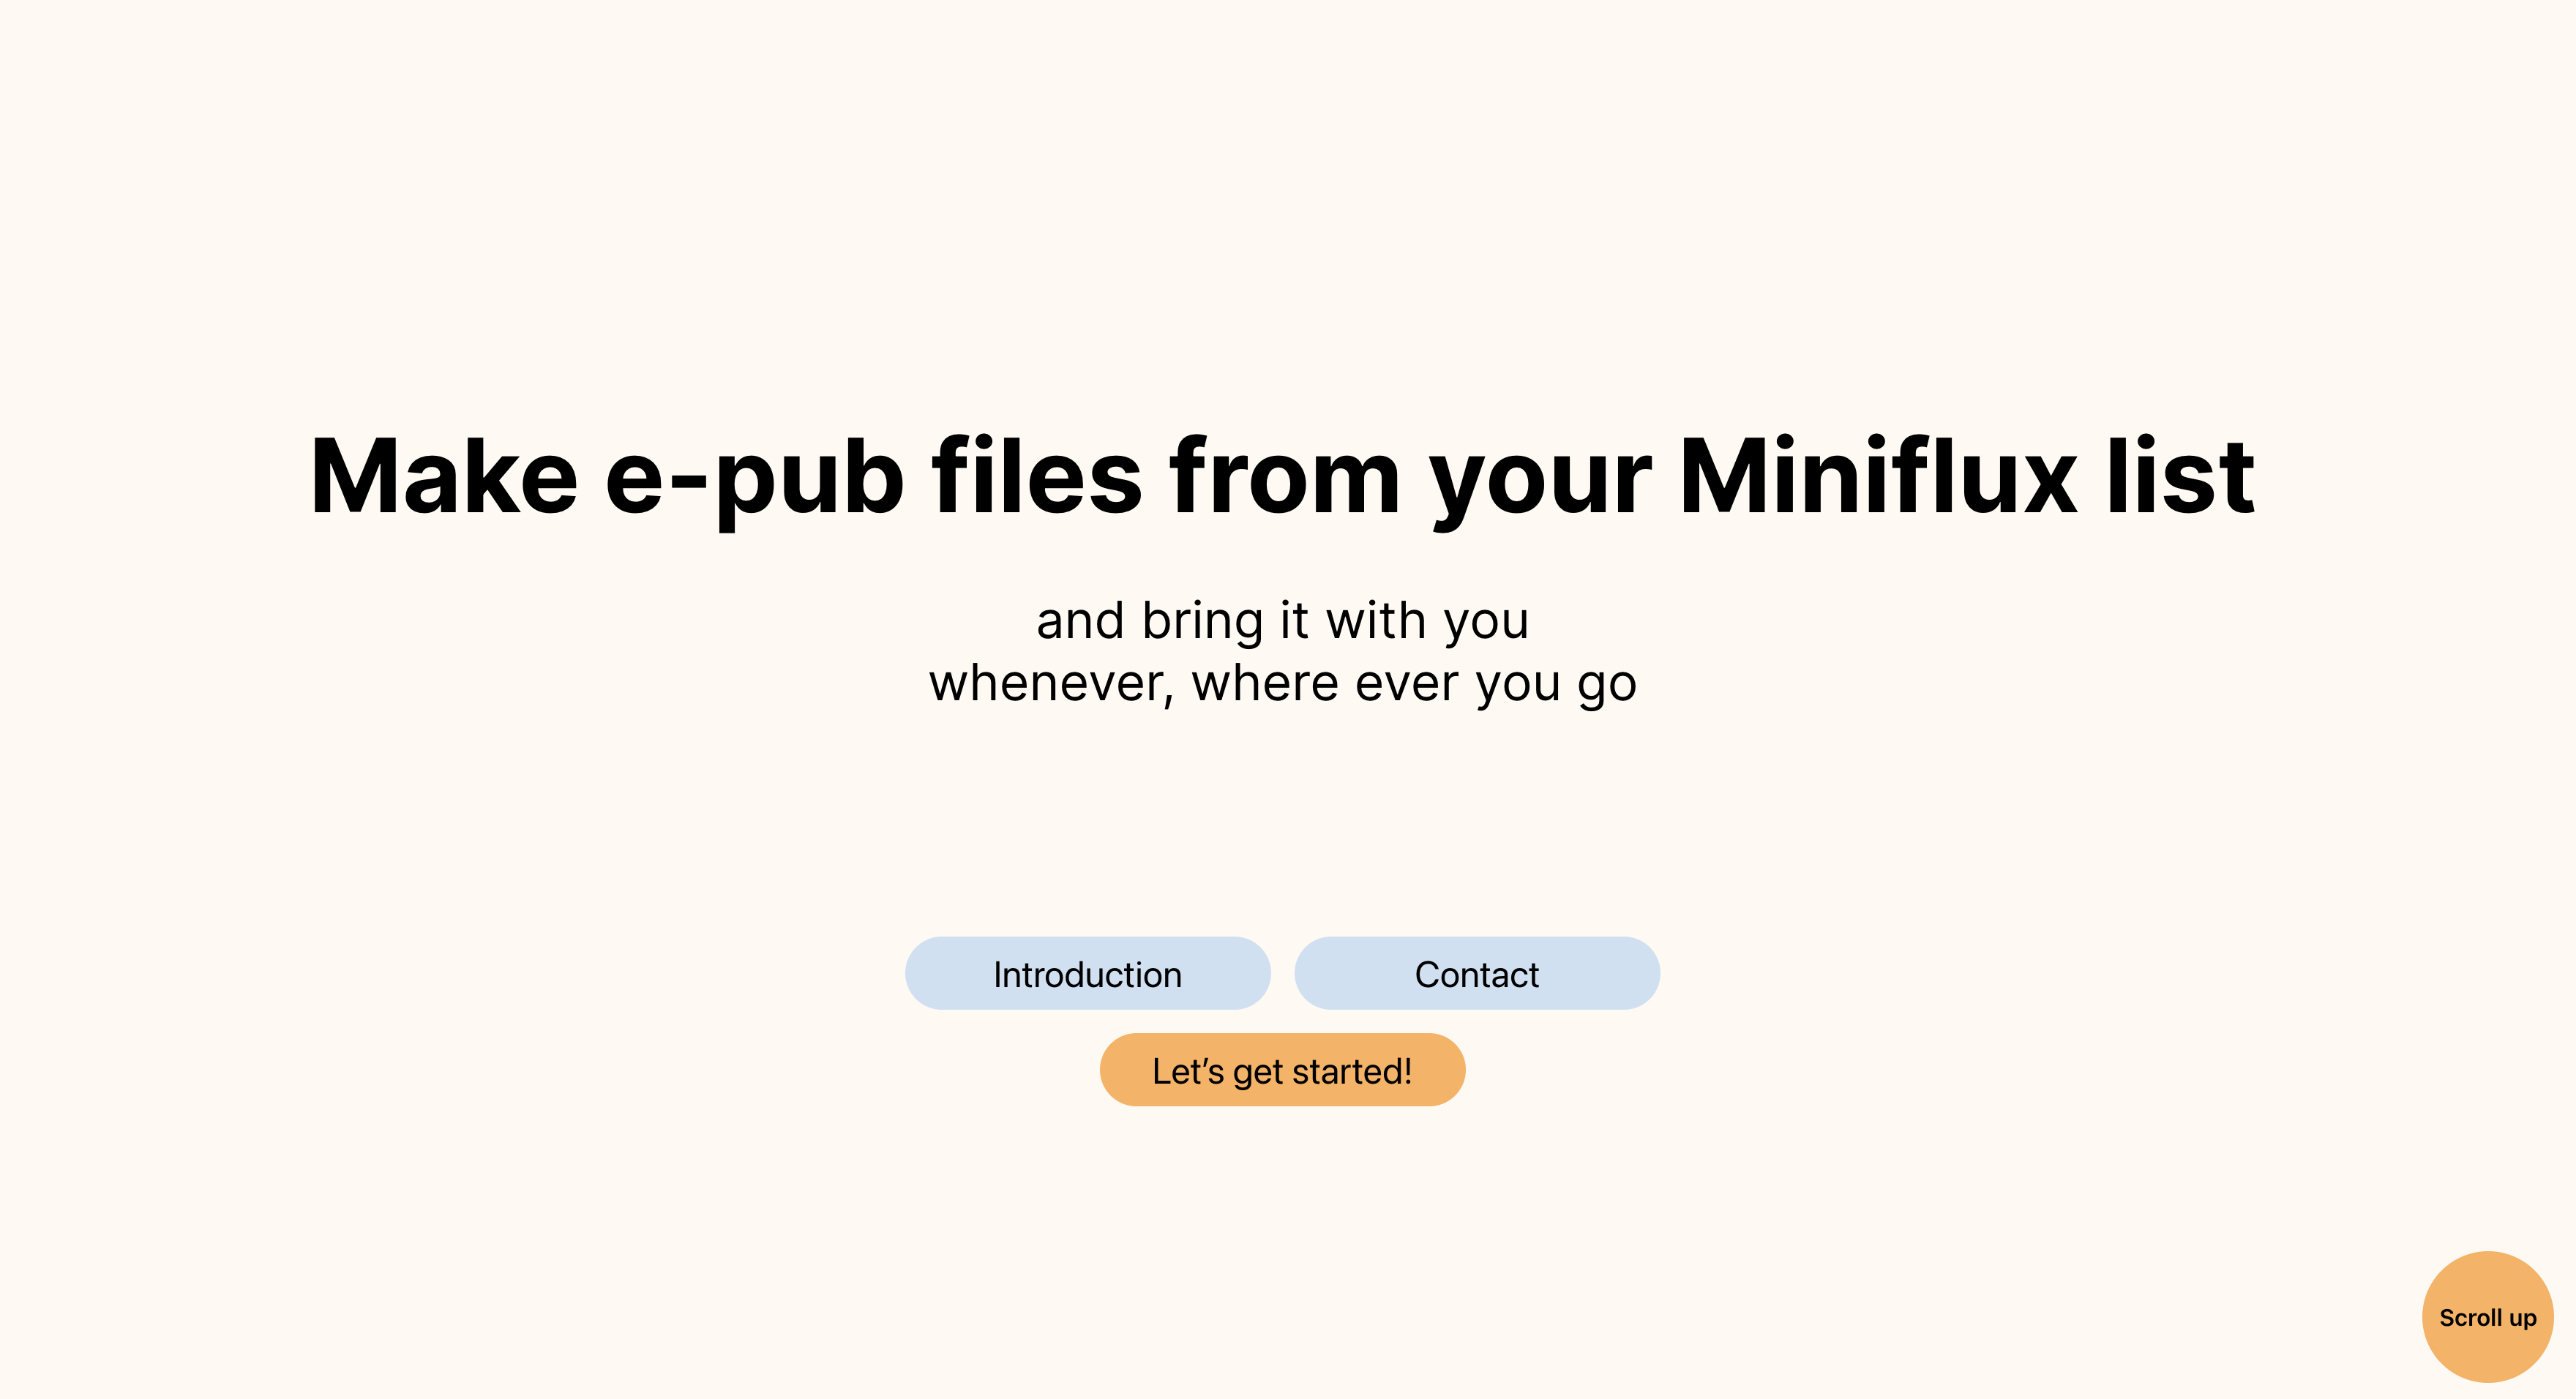 Make e-pub files from your Miniflux list
and bring it with you
whenever, where ever you go
Introduction
Contact
Let’s get started!
Scroll up